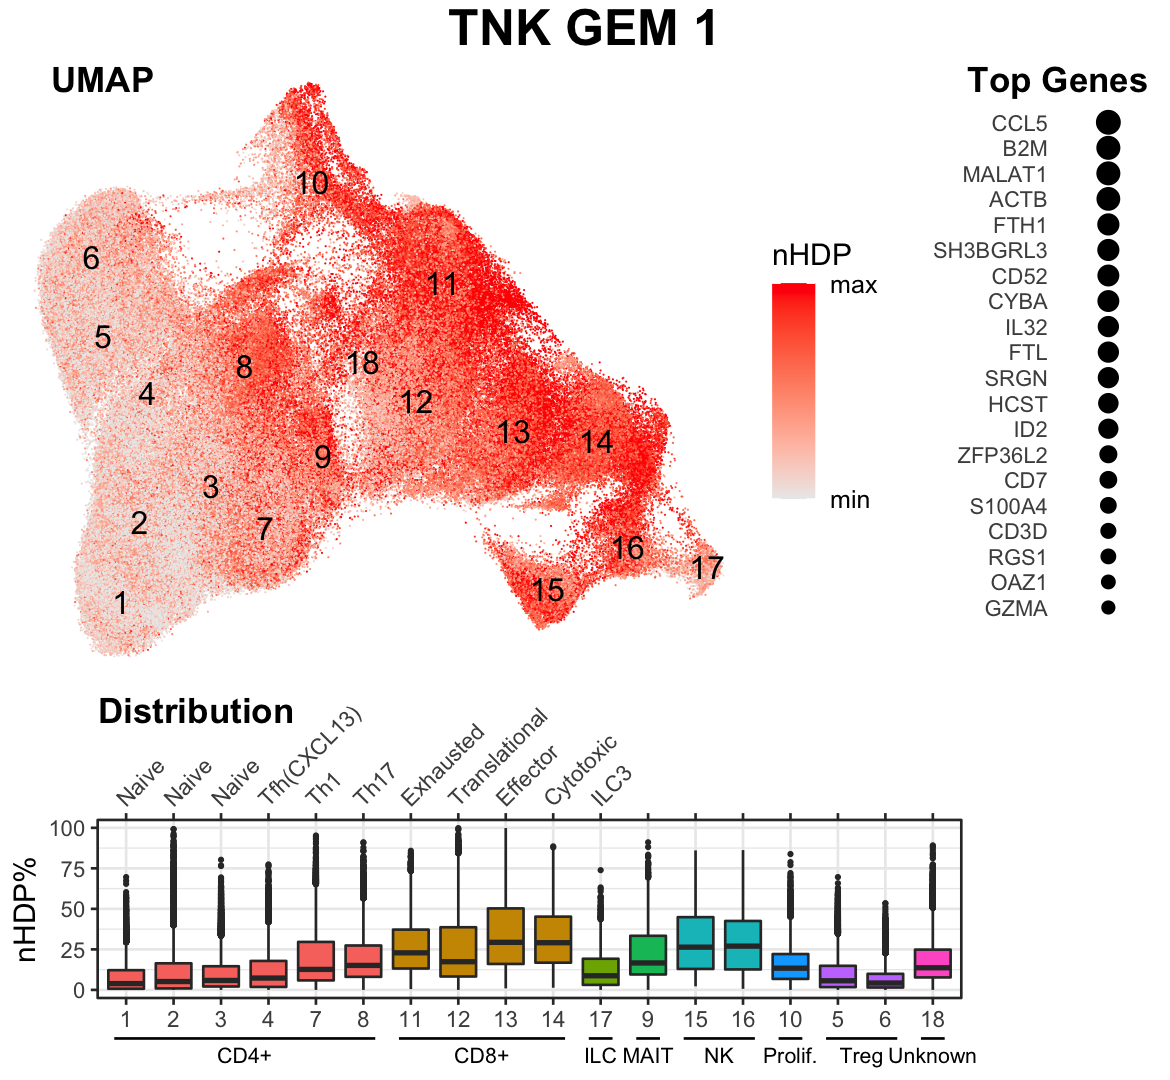 TNK GEM 1
UMAP
10
6
11
5
8
18
4
12
13
14
9
3
2
7
16
17
1
15
nHDP
max
min
Top Genes
CCL5
B2M
MALAT1
ACTB
FTH1
SH3BGRL3
CD52
CYBA
IL32
FTL
SRGN
HCST
ID2
ZFP36L2
CD7
S100A4
CD3D
RGS1
OAZ1
GZMA
Distribution
Naive
Naive
Naive
Tfh(CXCL13)
Th1
Th17
Exhausted
Translational
Effector
Cytotoxic
ILC3
nHDP%
100
75
50
25
0
1 2 3 4 7 8 11 12 13 14 17 9 15 16 10 5 6 18
CD4+ CD8+ ILC MAIT NK Prolif. Treg Unknown